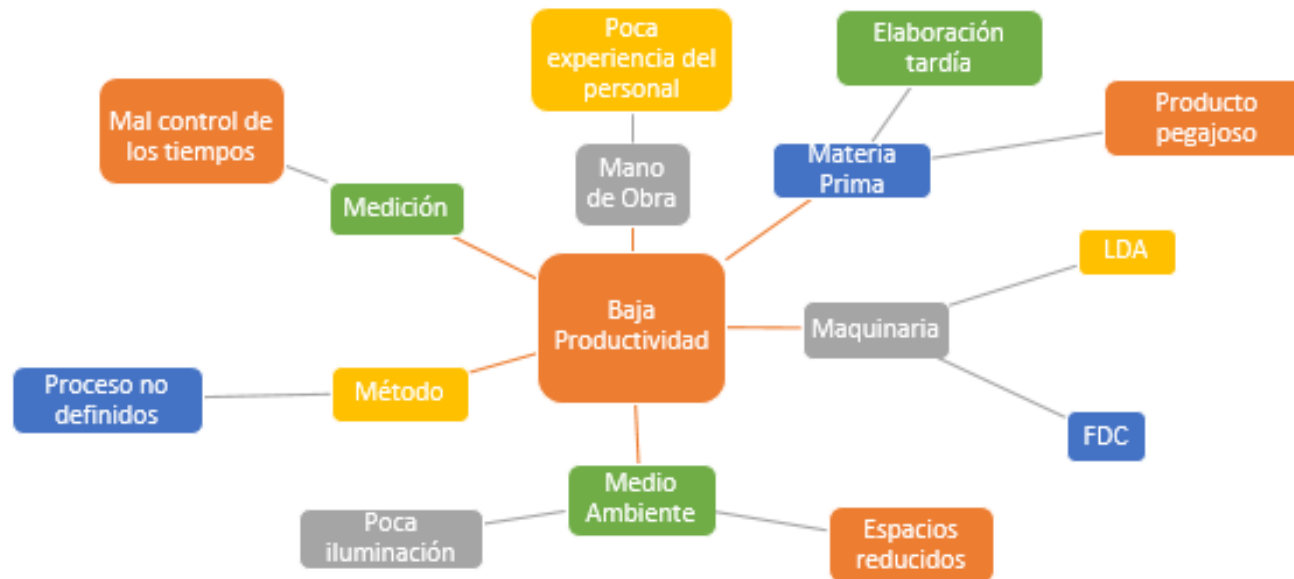 Poca
experiencia del
personal
Elaboración
tardía
Mal control de
los tiempos
Producto
pegajoso
Mano
de Obra
Materia
Prima
Medición
LDA
Baja
Productividad
Maquinaria
Proceso no
definidos
Método
FDC
Medio
Ambiente
Poca
iluminación
Espacios
reducidos